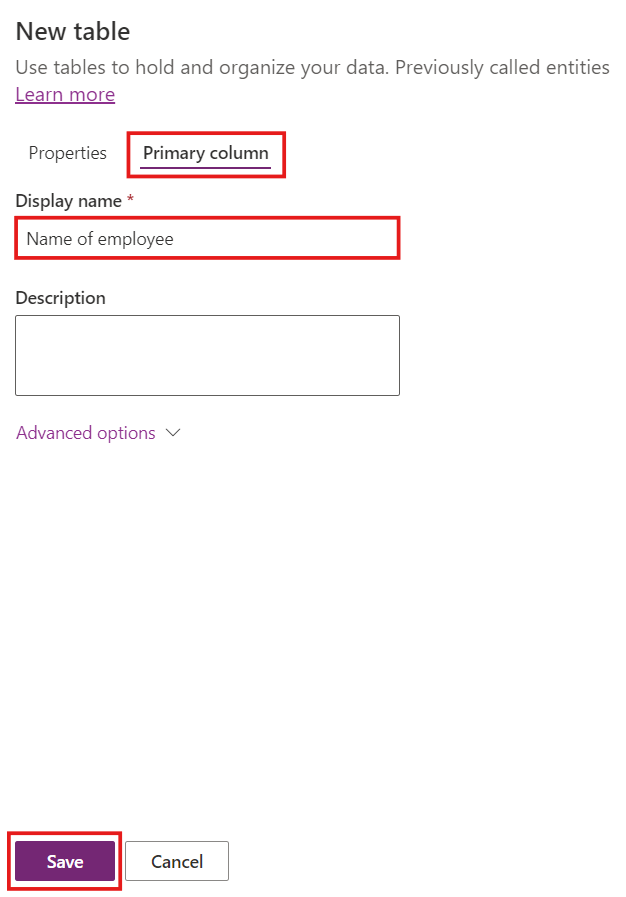 New table
Use tables to hold and organize your data. Previously called entities
Learn more
Properties
Primary column
Display name *
Name of employee
Description
Advanced options
Save
Cancel